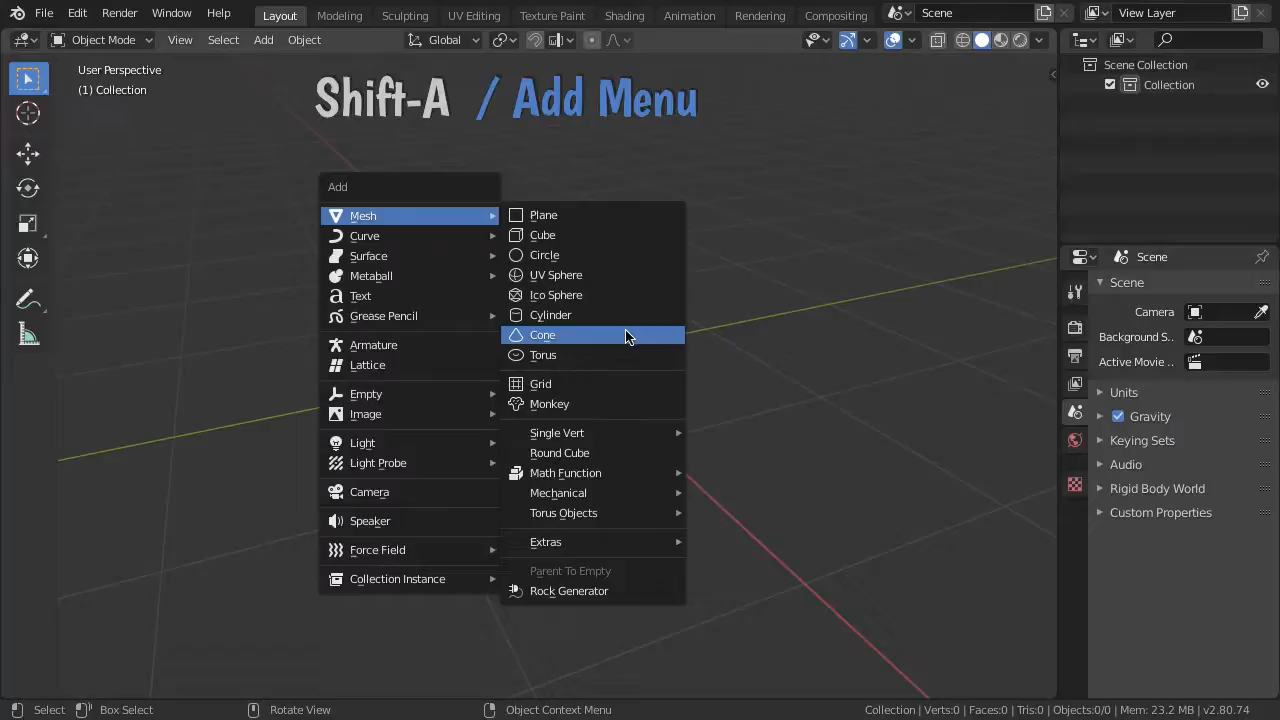 File Edit Render Window Help Layout Modeling Sculpting UV Editing Texture Paint Shading Animation Rendering Compositing Scene View Layer
Object Mode View Select Add Object Global
User Perspective
(1) Collection
Shift-A / Add Menu
Add
Mesh
Curve
Surface
Metaball
Text
Grease Pencil
Armature
Lattice
Empty
Image
Light
Light Probe
Camera
Speaker
Force Field
Collection Instance
Plane
Cube
Circle
UV Sphere
Ico Sphere
Cylinder
Cone
Torus
Grid
Monkey
Single Vert
Round Cube
Math Function
Mechanical
Torus Objects
Extras
Parent To Empty
Rock Generator
Scene Collection
Collection
Scene
Scene
Camera
Background S..
Active Movie ..
Units
Gravity
Keying Sets
Audio
Rigid Body World
Custom Properties
Select Box Select Rotate View Object Context Menu Collection | Verts:0 | Faces:0 | Tris:0 | Objects:0/0 | Mem: 23.2 MB | v2.80.74